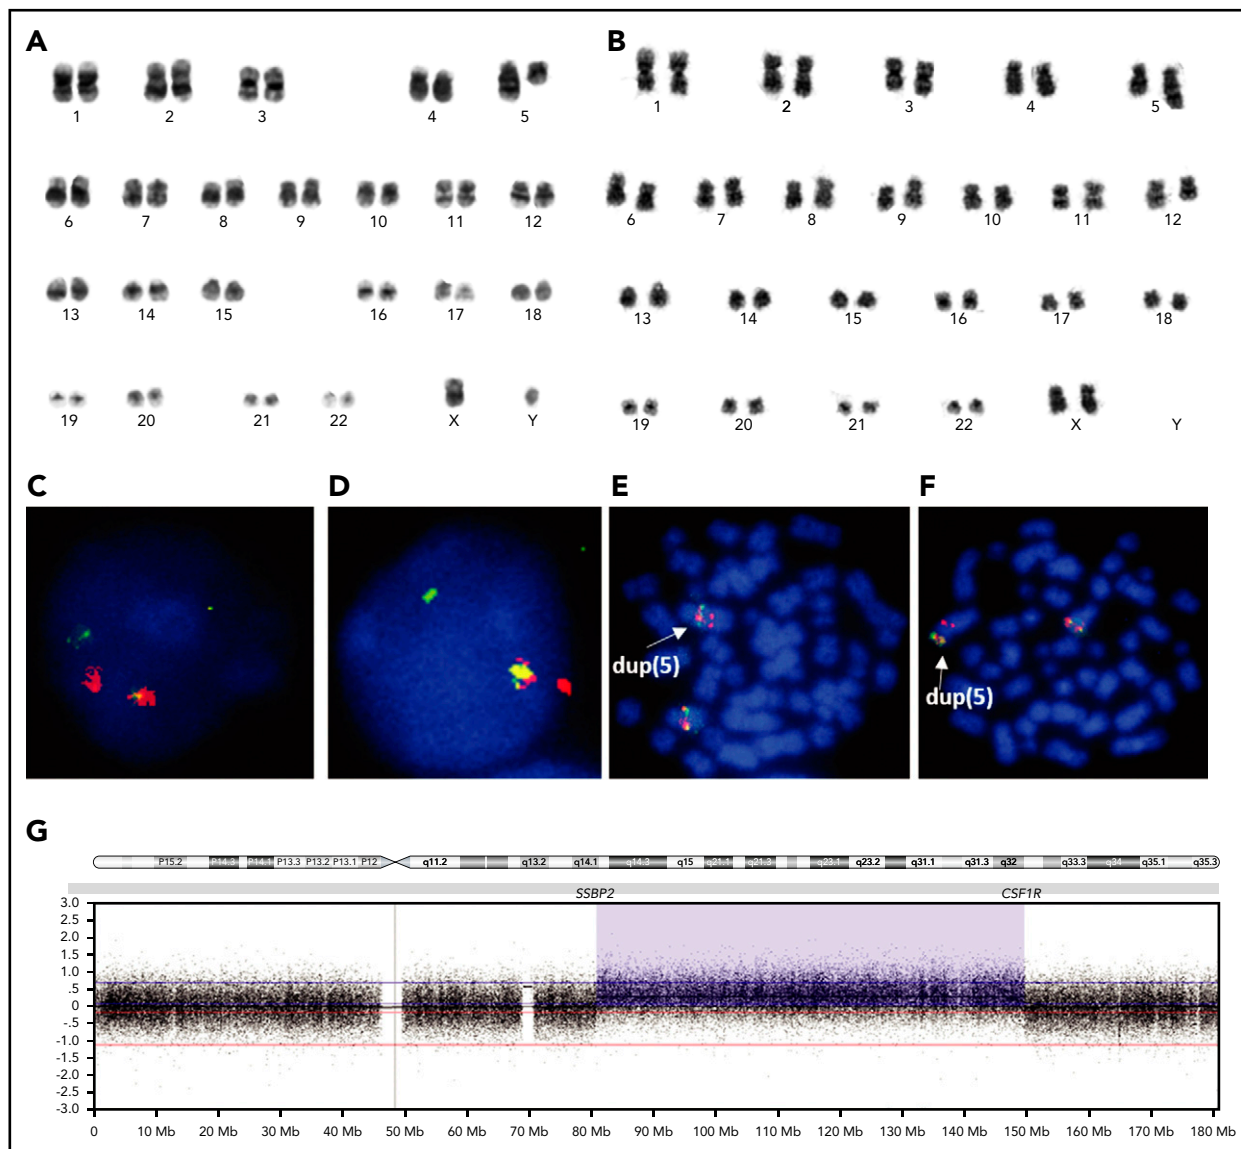 A
B
1 2 3 4 5
1 2 3 4 5
6 7 8 9 10 11 12
6 7 8 9 10 11 12
13 14 15 16 17 18
13 14 15 16 17 18
19 20 21 22 X Y
19 20 21 22 X Y
C D E F
dup(5)
dup(5)
G
P15.2 P14.3 P14.1 P13.3 P13.2 P13.1 P12 q11.2 q13.2 q14.1 q14.3 q15 q21.1 q21.3 q23.1 q23.2 q31.1 q31.3 q32 q33.3 q34 q35.1 q35.3
SSBP2 CSF1R
3.0
2.5
2.0
1.5
1.0
.5
0
-.5
-1.0
-1.5
-2.0
-2.5
-3.0
0 10 Mb 20 Mb 30 Mb 40 Mb 50 Mb 60 Mb 70 Mb 80 Mb 90 Mb 100 Mb 110 Mb 120 Mb 130 Mb 140 Mb 150 Mb 160 Mb 170 Mb 180 Mb